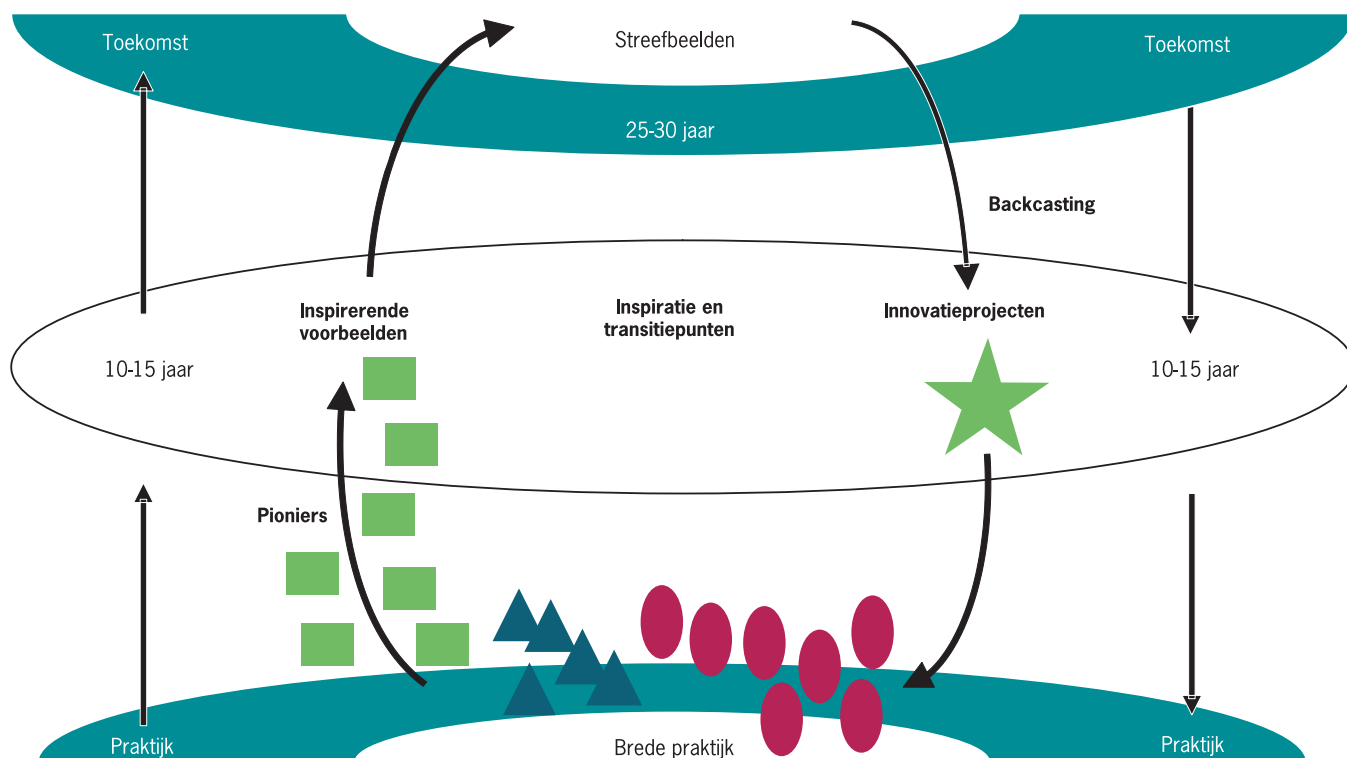 Toekomst
Streefbeelden
Toekomst
25-30 jaar
Backcasting
Inspirerende
voorbeelden
Inspiratie en
transitiepunten
Innovatieprojecten
10-15 jaar
10-15 jaar
Pioniers
Praktijk
Brede praktijk
Praktijk